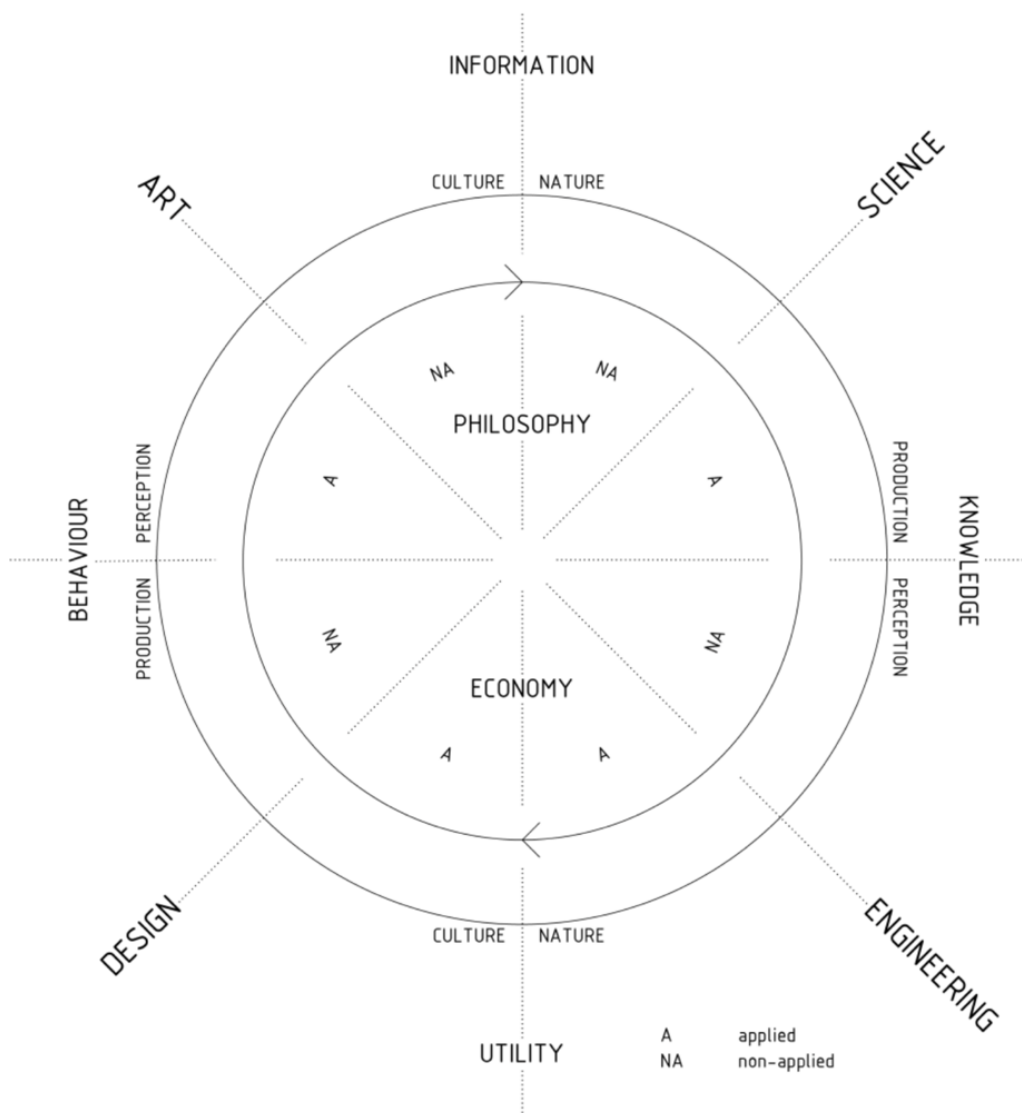 INFORMATION
ART
SCIENCE
CULTURE NATURE
NA NA
PHILOSOPHY
A A
PERCEPTION PRODUCTION
BEHAVIOUR KNOWLEDGE
PRODUCTION PERCEPTION
NA NA
ECONOMY
A A
DESIGN ENGINEERING
CULTURE NATURE
UTILITY
A applied
NA non-applied